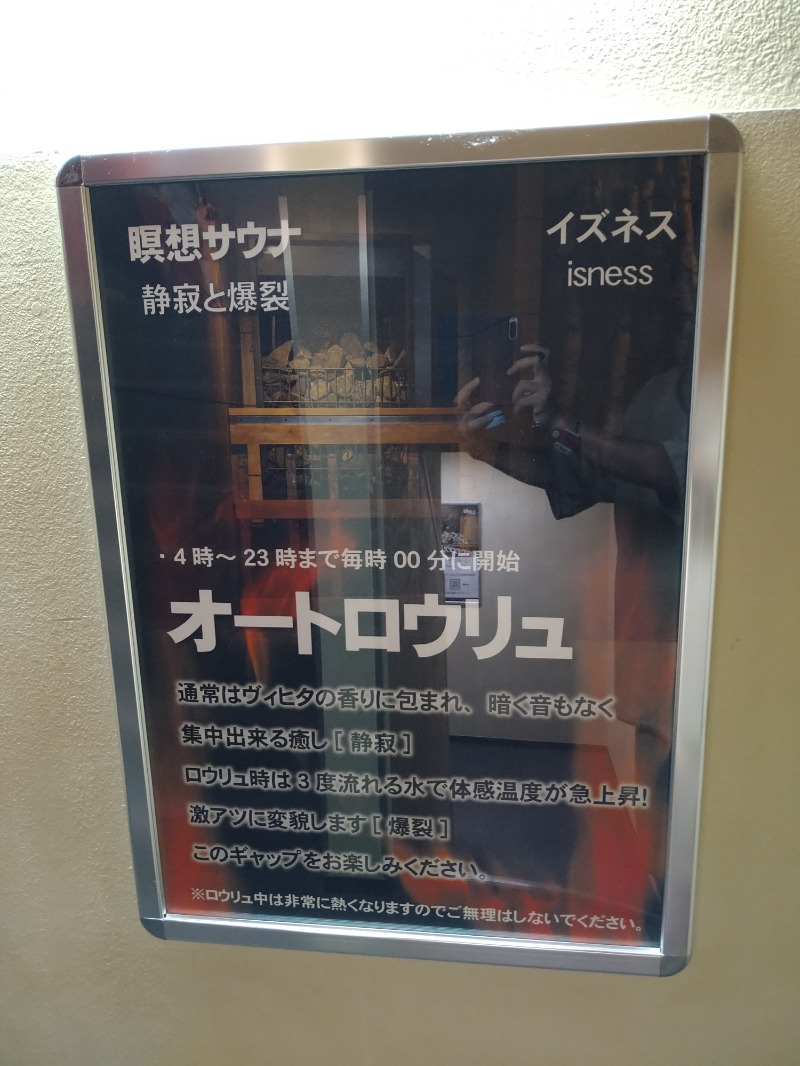 瞑想サウナ
静寂と爆裂
イズネス
isness
・4時～23時まで毎時00分に開始
オートロウリュ
通常はヴィヒタの香りに包まれ、暗く音もなく
集中出来る癒し[静寂]
ロウリュ時は3度流れる水で体感温度が急上昇!
激アツに変貌します[爆裂]
このギャップをお楽しみください。
※ロウリュ中は非常に熱くなりますのでご無理はしないでください。